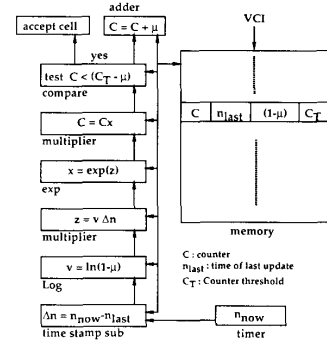 adder
VCI
accept cell
C = C + μ
yes
test C < (C_T - μ)
compare
C = Cx
multiplier
x = exp(z)
exp
z = v Δn
multiplier
v = ln(1-μ)
Log
Δn = n_now - n_last
time stamp sub
C n_last (1-μ) C_T
memory
C : counter
n_last : time of last update
C_T : Counter threshold
n_now
timer